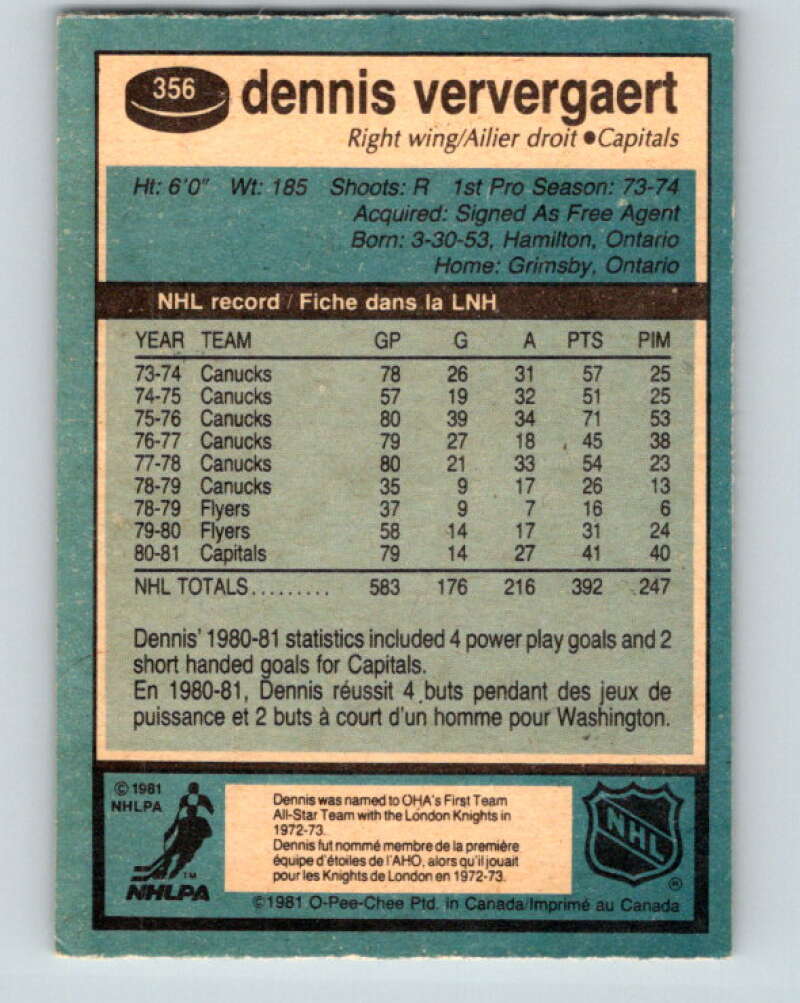 356
dennis ververgaert
Right wing/Ailier droit ●Capitals
Ht: 6'0" Wt: 185 Shoots: R 1st Pro Season: 73-74
Acquired: Signed As Free Agent
Born: 3-30-53, Hamilton, Ontario
Home: Grimsby, Ontario
NHL record / Fiche dans la LNH
YEAR TEAM GP G A PTS PIM
73-74 Canucks 78 26 31 57 25
74-75 Canucks 57 19 32 51 25
75-76 Canucks 80 39 34 71 53
76-77 Canucks 79 27 18 45 38
77-78 Canucks 80 21 33 54 23
78-79 Canucks 35 9 17 26 13
78-79 Flyers 37 9 7 16 6
79-80 Flyers 58 14 17 31 24
80-81 Capitals 79 14 27 41 40
NHL TOTALS......... 583 176 216 392 247
Dennis' 1980-81 statistics included 4 power play goals and 2
short handed goals for Capitals.
En 1980-81, Dennis réussit 4 buts pendant des jeux de
puissance et 2 buts à court d'un homme pour Washington.
© 1981
NHLPA
TM
NHLPA
Dennis was named to OHA's First Team
All-Star Team with the London Knights in
1972-73.
Dennis fut nommé membre de la première
équipe d'étoiles de l'AHO, alors qu'il jouait
pour les Knights de London en 1972-73.
NHL
®
©1981 O-Pee-Chee Ptd. in Canada/Imprimé au Canada